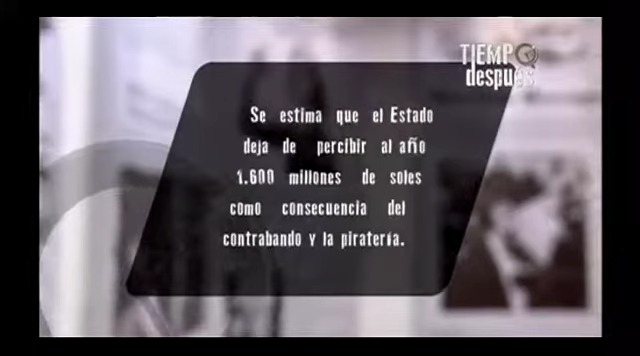 TIEMPO
después
Se estima que el Estado
deja de percibir al año
1.600 millones de soles
como consecuencia del
contrabando y la piratería.